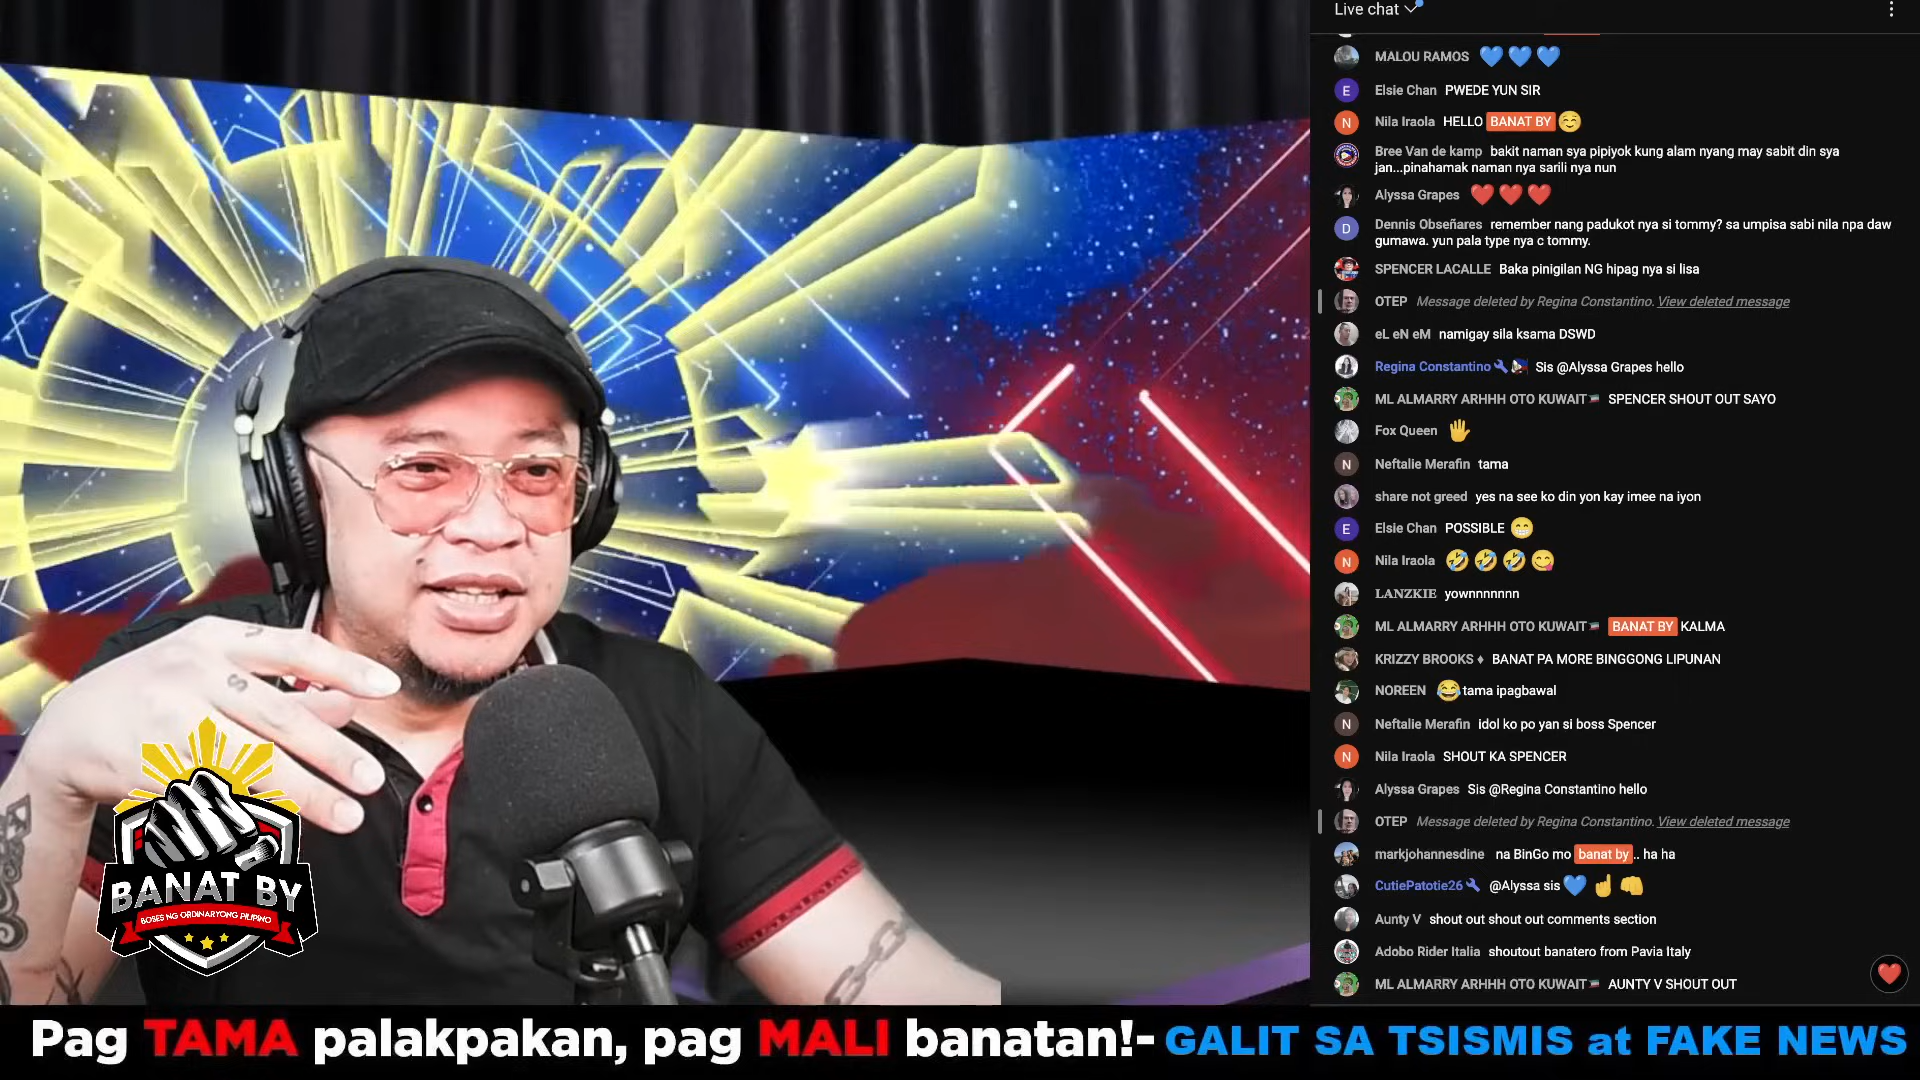 Live chat
MALOU RAMOS 💙💙💙
Elsie Chan PWEDE YUN SIR
Nila Iraola HELLO BANAT BY ☺️
Bree Van de kamp bakit naman sya pipiyok kung alam nyang may sabit din sya
jan...pinahamak naman nya sarili nya nun
Alyssa Grapes ❤️❤️❤️
Dennis Obseñares remember nang padukot nya si tommy? sa umpisa sabi nila npa daw
gumawa. yun pala type nya c tommy.
SPENCER LACALLE Baka pinigilan NG hipag nya si lisa
OTEP Message deleted by Regina Constantino. View deleted message
eL eN eM namigay sila ksama DSWD
Regina Constantino Sis @Alyssa Grapes hello
ML ALMARRY ARHHH OTO KUWAIT🇰🇼 SPENCER SHOUT OUT SAYO
Fox Queen 🖐️
Neftalie Merafin tama
share not greed yes na see ko din yon kay imee na iyon
Elsie Chan POSSIBLE 😁
Nila Iraola 🤣🤣🤣😋
LANZKIE yownnnnnnn
ML ALMARRY ARHHH OTO KUWAIT🇰🇼 BANAT BY KALMA
KRIZZY BROOKS ♦ BANAT PA MORE BINGGONG LIPUNAN
NOREEN 😂tama ipagbawal
Neftalie Merafin idol ko po yan si boss Spencer
Nila Iraola SHOUT KA SPENCER
Alyssa Grapes Sis @Regina Constantino hello
OTEP Message deleted by Regina Constantino. View deleted message
markjohannesdine na BinGo mo banat by.. ha ha
CutiePatotie26 @Alyssa sis💙☝️👊
Aunty V shout out shout out comments section
Adobo Rider Italia shoutout banatero from Pavia Italy
ML ALMARRY ARHHH OTO KUWAIT🇰🇼 AUNTY V SHOUT OUT
BANAT BY
BOSES NG ORDINARYONG PILIPINO
Pag TAMA palakpakan, pag MALI banatan!- GALIT SA TSISMIS at FAKE NEWS